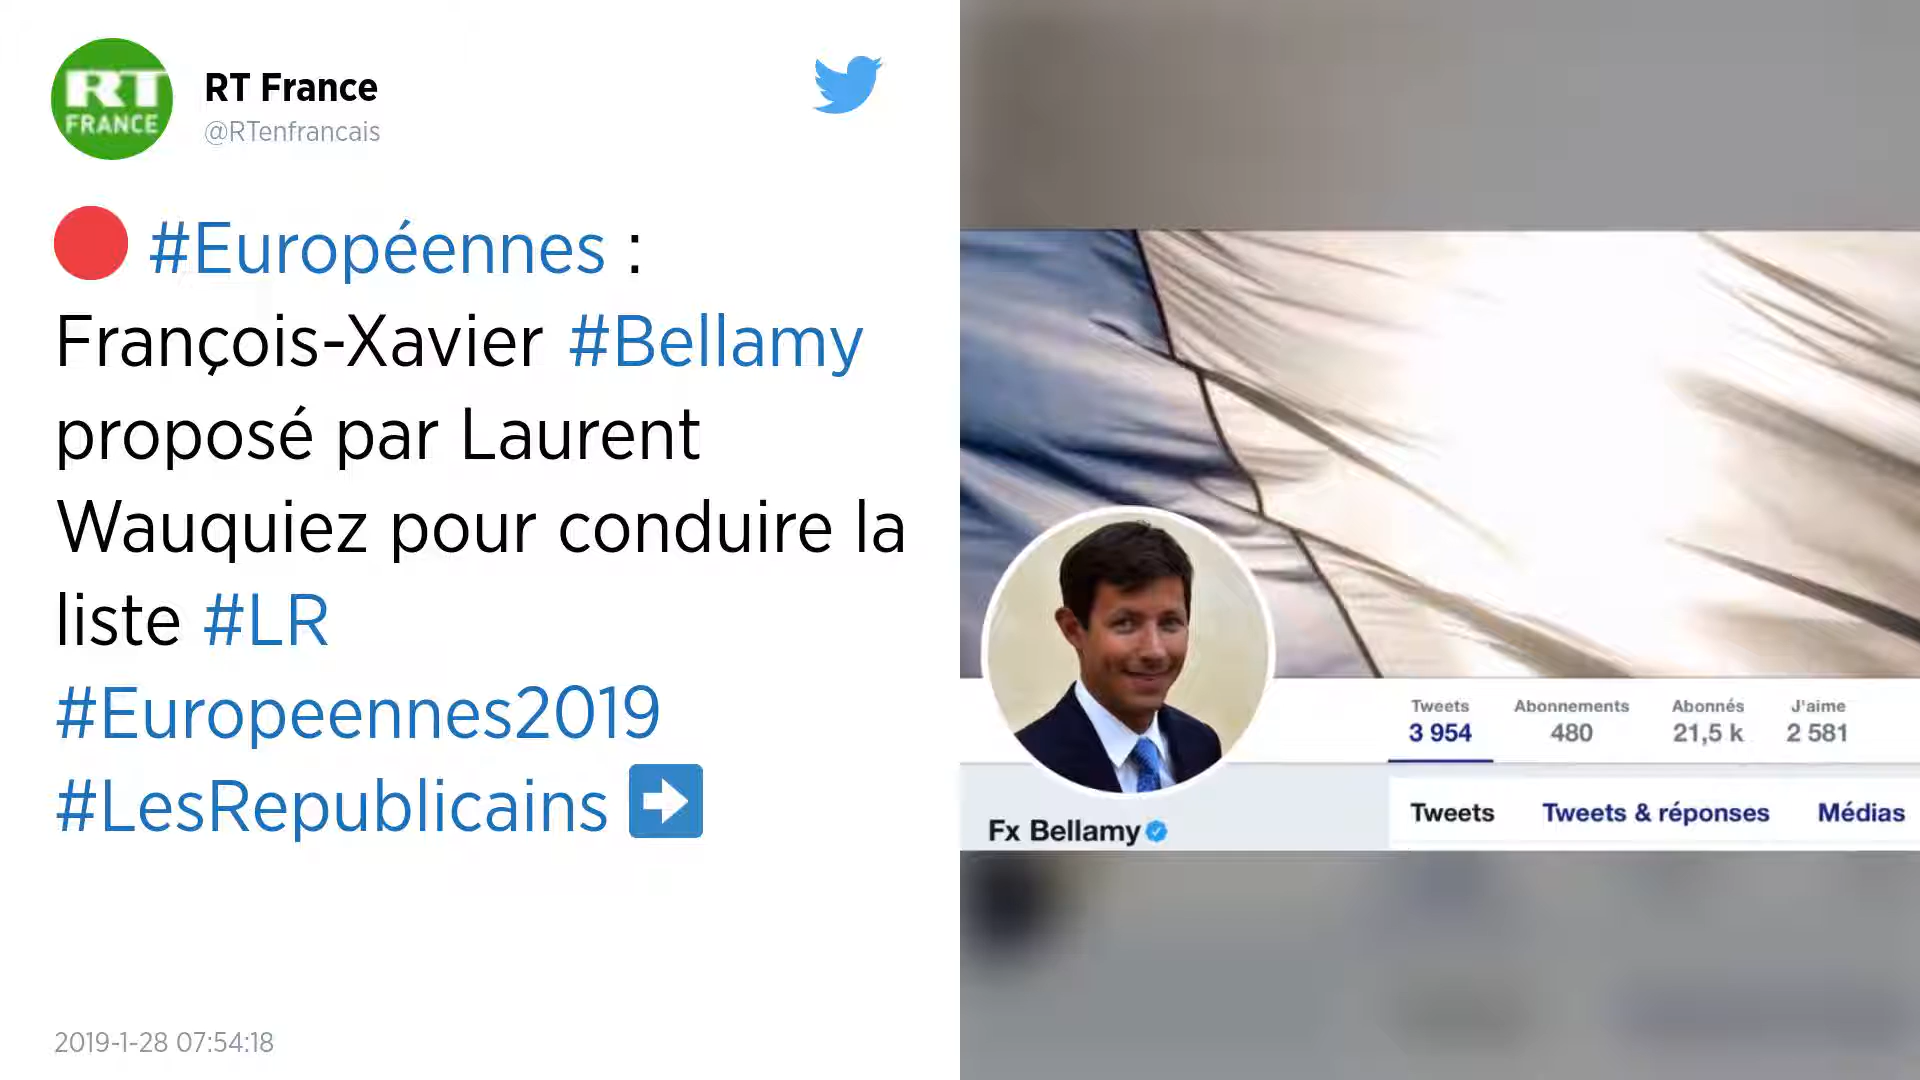 RT
FRANCE
RT France
@RTenfrancais
#Européennes :
François-Xavier #Bellamy
proposé par Laurent
Wauquiez pour conduire la
liste #LR
#Europeennes2019
#LesRepublicains
2019-1-28 07:54:18
Tweets Abonnements Abonnés J'aime
3 954 480 21,5 k 2 581
Fx Bellamy
Tweets Tweets & réponses Médias